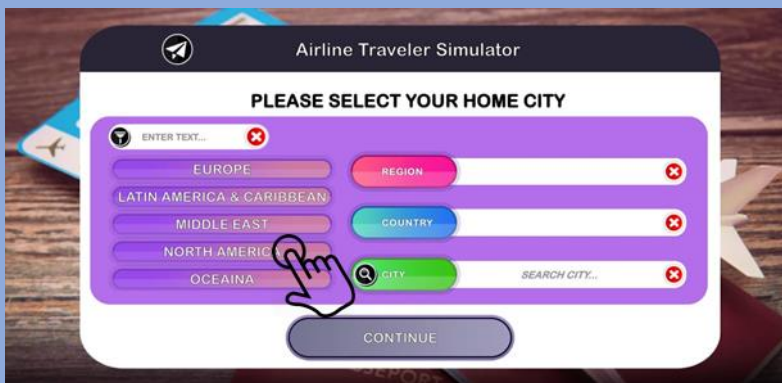 Airline Traveler Simulator
PLEASE SELECT YOUR HOME CITY
ENTER TEXT...
EUROPE
LATIN AMERICA & CARIBBEAN
MIDDLE EAST
NORTH AMERICA
OCEAINA
REGION
COUNTRY
CITY
SEARCH CITY...
CONTINUE